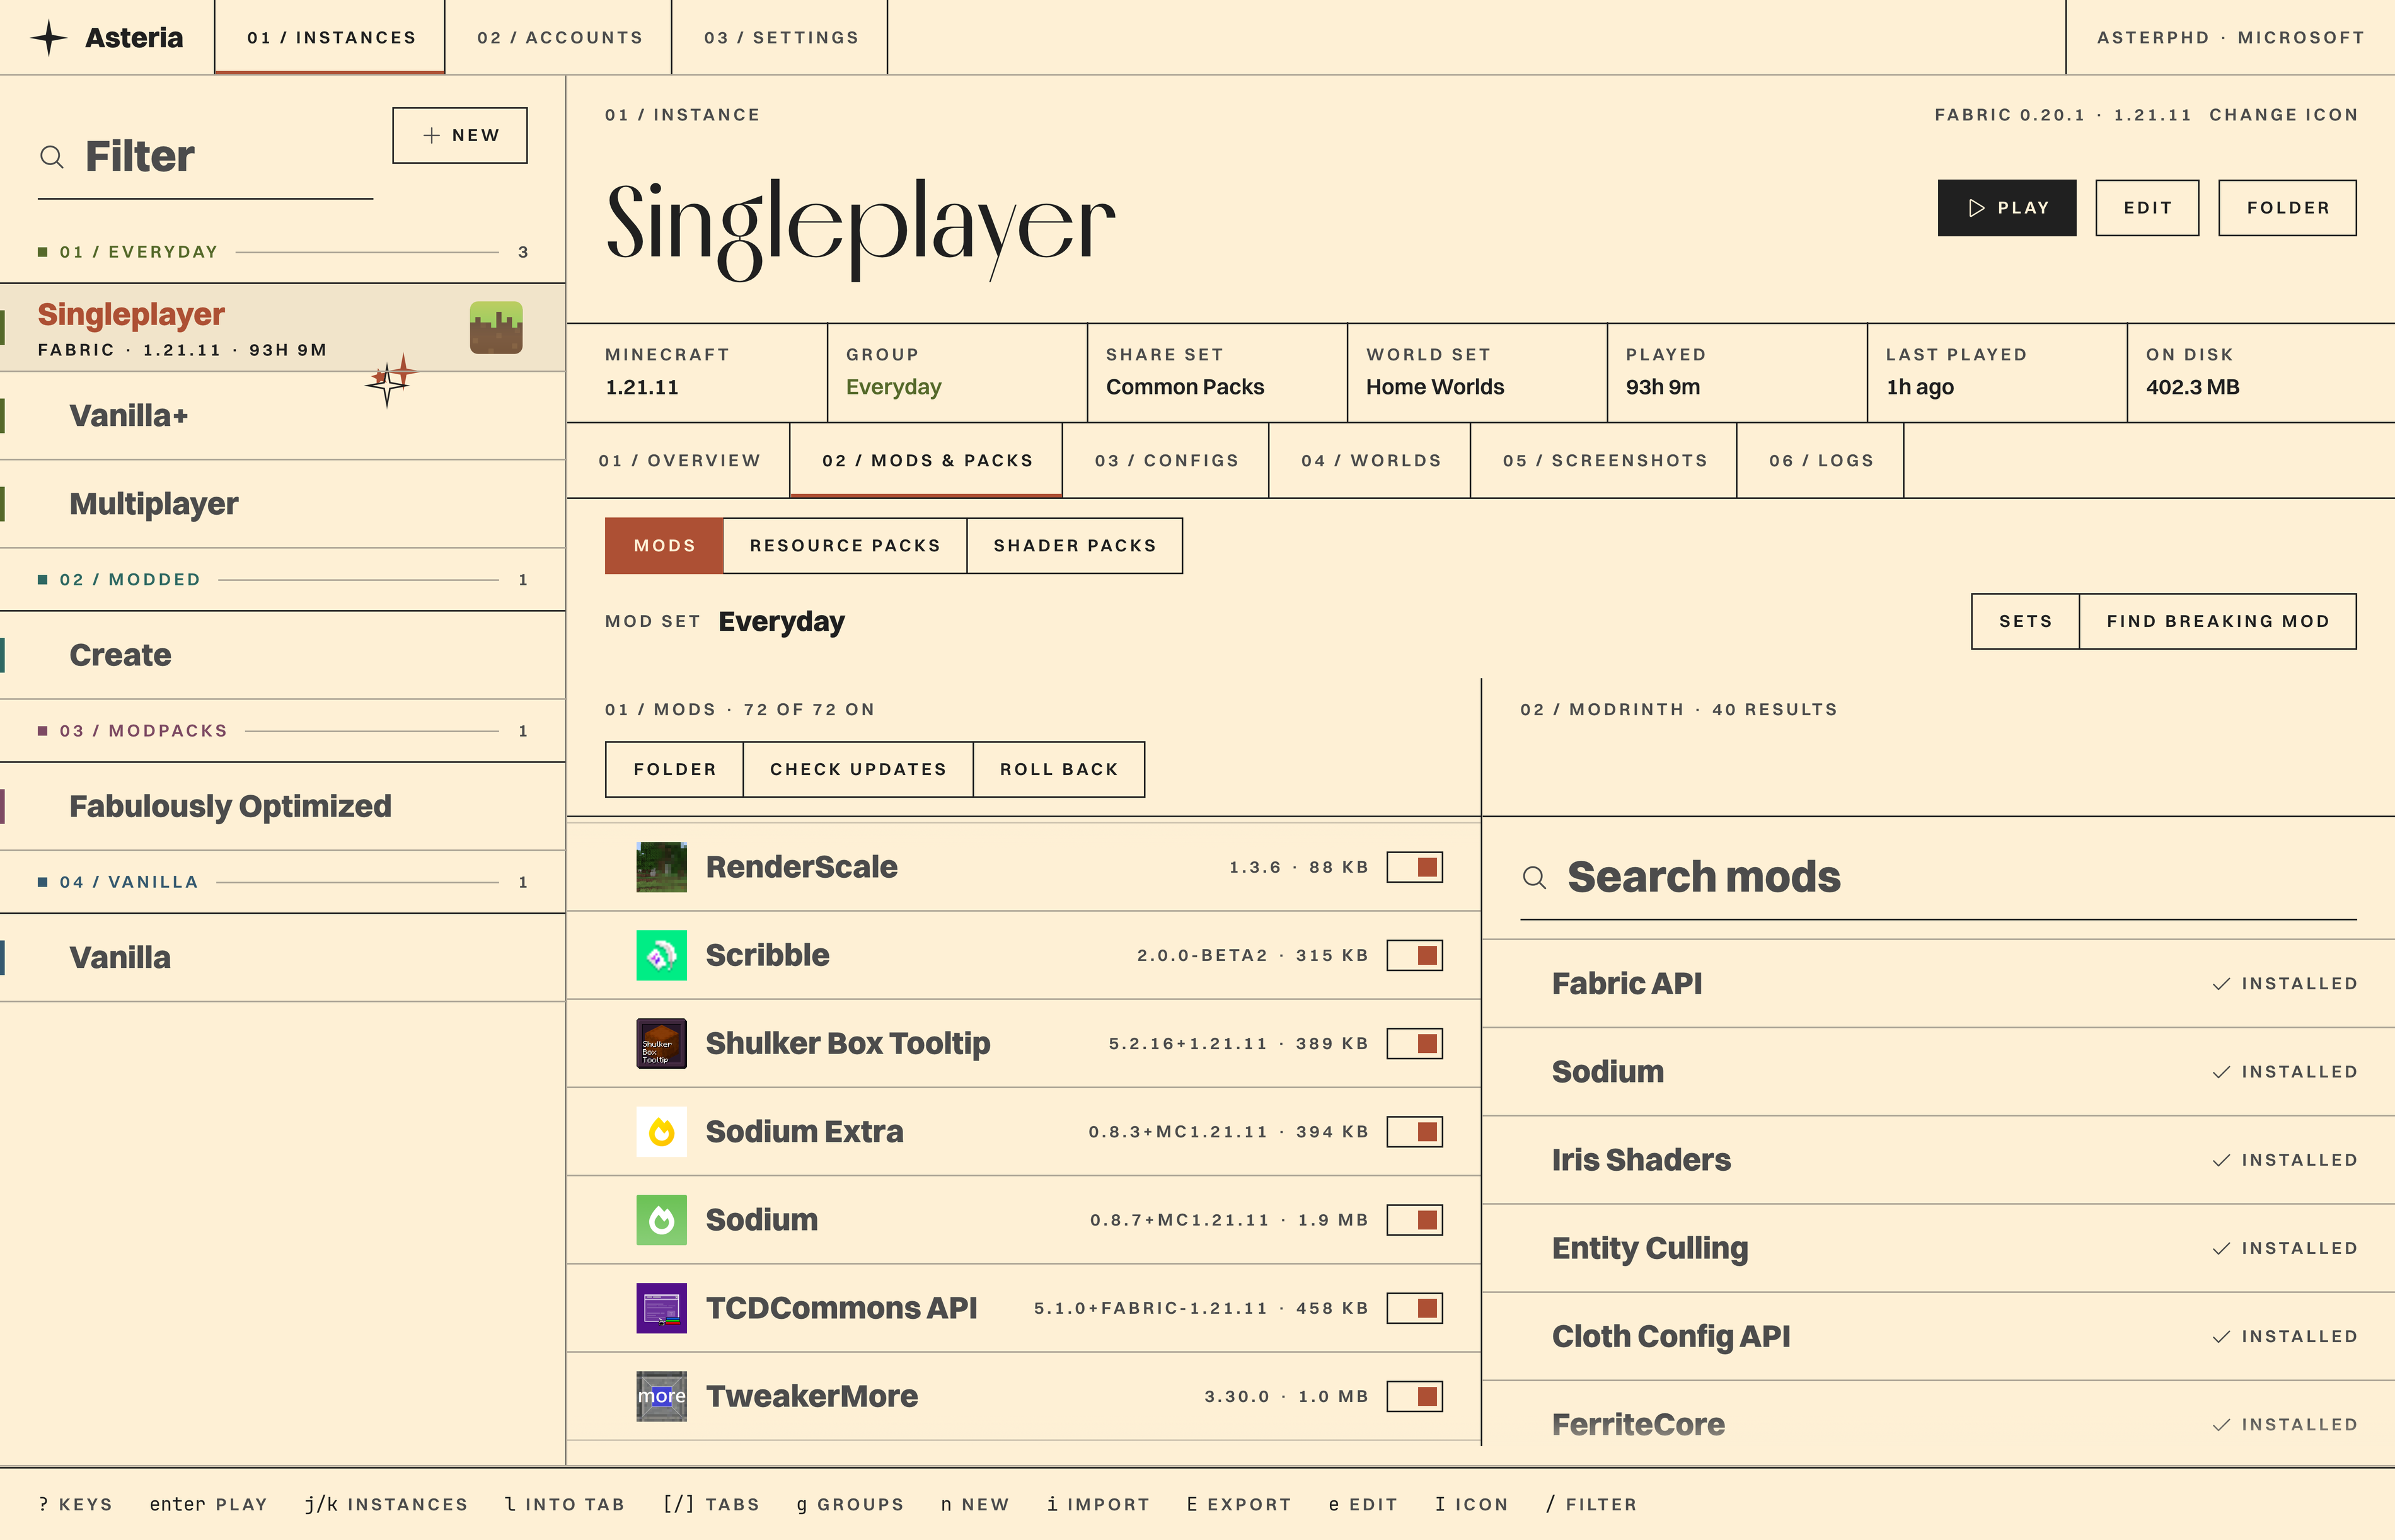 Asteria
01 / INSTANCES
02 / ACCOUNTS
03 / SETTINGS
ASTERPHD · MICROSOFT
Filter
+ NEW
01 / EVERYDAY 3
Singleplayer
FABRIC · 1.21.11 · 93H 9M
Vanilla+
Multiplayer
02 / MODDED 1
Create
03 / MODPACKS 1
Fabulously Optimized
04 / VANILLA 1
Vanilla
01 / INSTANCE
FABRIC 0.20.1 · 1.21.11 CHANGE ICON
Singleplayer
PLAY
EDIT
FOLDER
MINECRAFT
1.21.11
GROUP
Everyday
SHARE SET
Common Packs
WORLD SET
Home Worlds
PLAYED
93h 9m
LAST PLAYED
1h ago
ON DISK
402.3 MB
01 / OVERVIEW
02 / MODS & PACKS
03 / CONFIGS
04 / WORLDS
05 / SCREENSHOTS
06 / LOGS
MODS
RESOURCE PACKS
SHADER PACKS
MOD SET Everyday
SETS
FIND BREAKING MOD
01 / MODS · 72 OF 72 ON
FOLDER
CHECK UPDATES
ROLL BACK
RenderScale 1.3.6 · 88 KB
Scribble 2.0.0-BETA2 · 315 KB
Shulker
Box
Tooltip
Shulker Box Tooltip 5.2.16+1.21.11 · 389 KB
Sodium Extra 0.8.3+MC1.21.11 · 394 KB
Sodium 0.8.7+MC1.21.11 · 1.9 MB
TCDCommons API 5.1.0+FABRIC-1.21.11 · 458 KB
more
TweakerMore 3.30.0 · 1.0 MB
02 / MODRINTH · 40 RESULTS
Search mods
Fabric API ✓ INSTALLED
Sodium ✓ INSTALLED
Iris Shaders ✓ INSTALLED
Entity Culling ✓ INSTALLED
Cloth Config API ✓ INSTALLED
FerriteCore ✓ INSTALLED
? KEYS enter PLAY j/k INSTANCES l INTO TAB [/] TABS g GROUPS n NEW i IMPORT E EXPORT e EDIT I ICON / FILTER